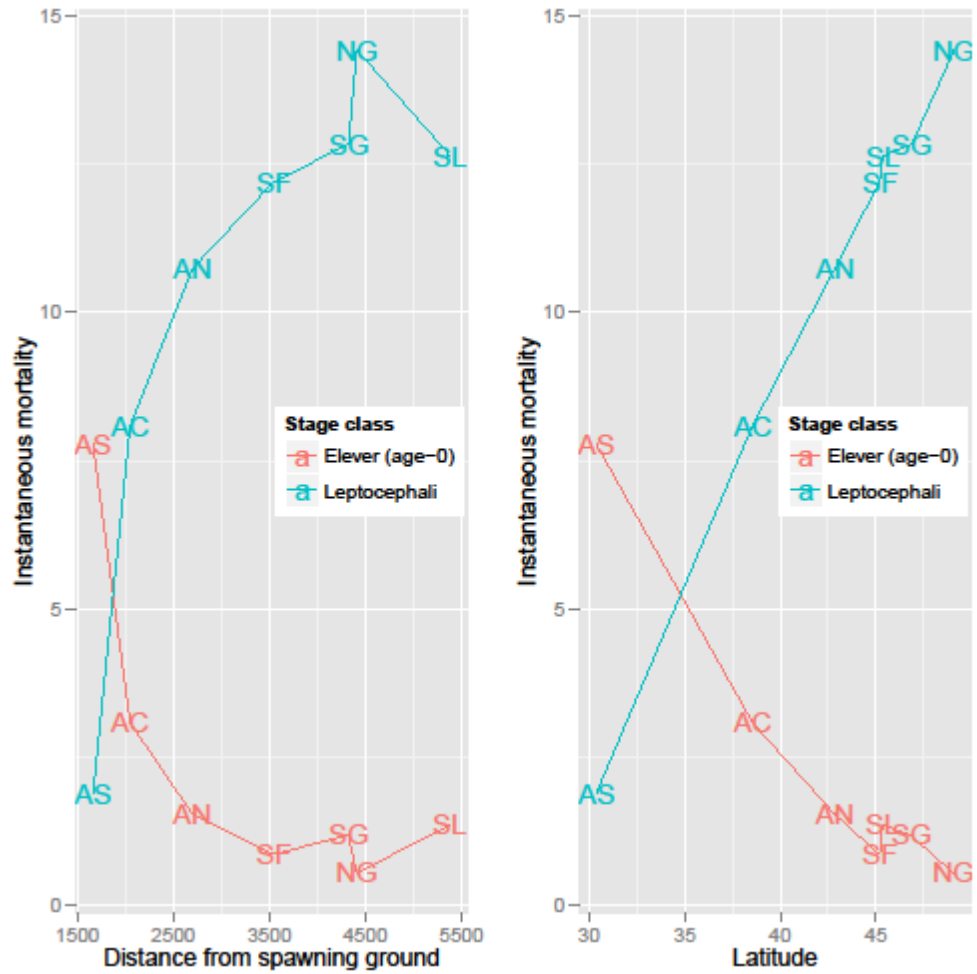 15
10
5
0
Instantaneous mortality
NG
SG
SL
SF
AN
AC
AS
AS
AC
AN
SF
SG
NG
SL
Stage class
a Elever (age-0)
a Leptocephali
1500 2500 3500 4500 5500
Distance from spawning ground
15
10
5
0
Instantaneous mortality
NG
SG
SL
SF
AN
AC
AS
AS
AC
AN
SL
SG
SF
NG
Stage class
a Elever (age-0)
a Leptocephali
30 35 40 45
Latitude